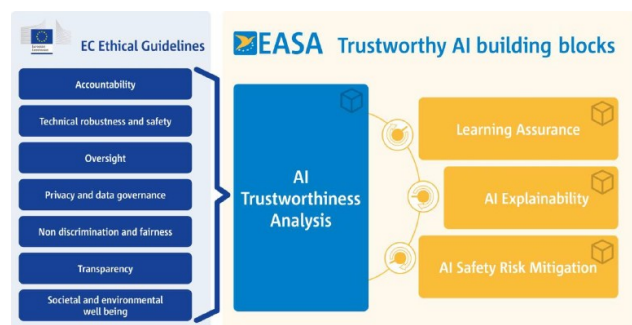 EC Ethical Guidelines
Accountability
Technical robustness and safety
Oversight
Privacy and data governance
Non discrimination and fairness
Transparency
Societal and environmental
well being
EASA Trustworthy AI building blocks
AI
Trustworthiness
Analysis
Learning Assurance
AI Explainability
AI Safety Risk Mitigation